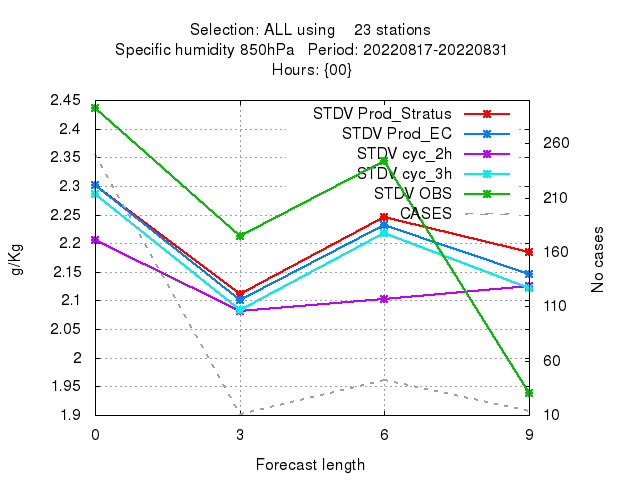 Selection: ALL using    23 stations
Specific humidity 850hPa   Period: 20220817-20220831
Hours: {00}
2.45
2.4
2.35
2.3
2.25
2.2
2.15
2.1
2.05
2
1.95
1.9
g/Kg
STDV Prod_Stratus
STDV Prod_EC
STDV cyc_2h
STDV cyc_3h
STDV OBS
CASES
260
210
160
110
60
10
No cases
0 3 6 9
Forecast length